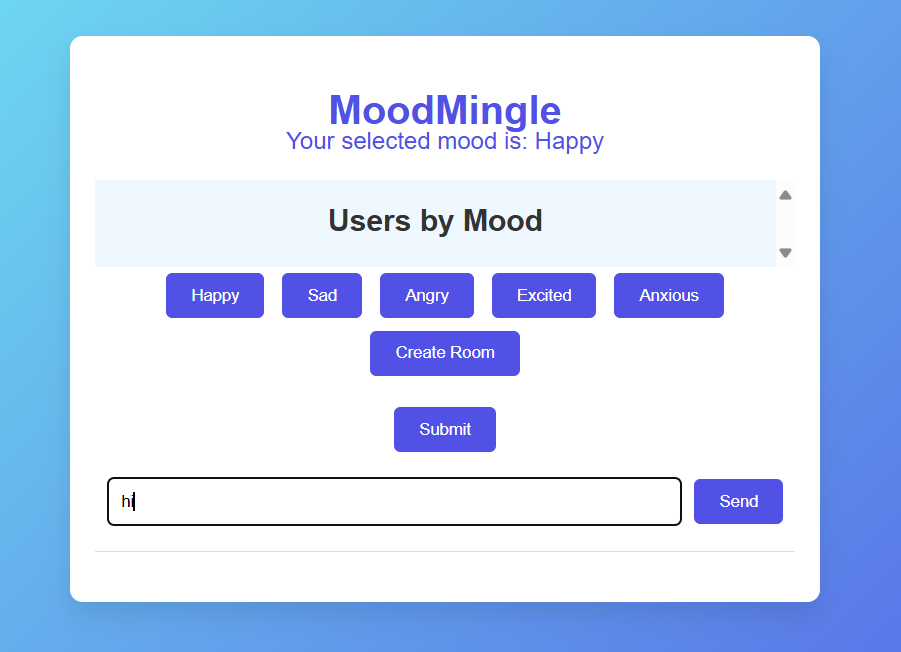 MoodMingle
Your selected mood is: Happy
Users by Mood
Happy Sad Angry Excited Anxious
Create Room
Submit
hi Send